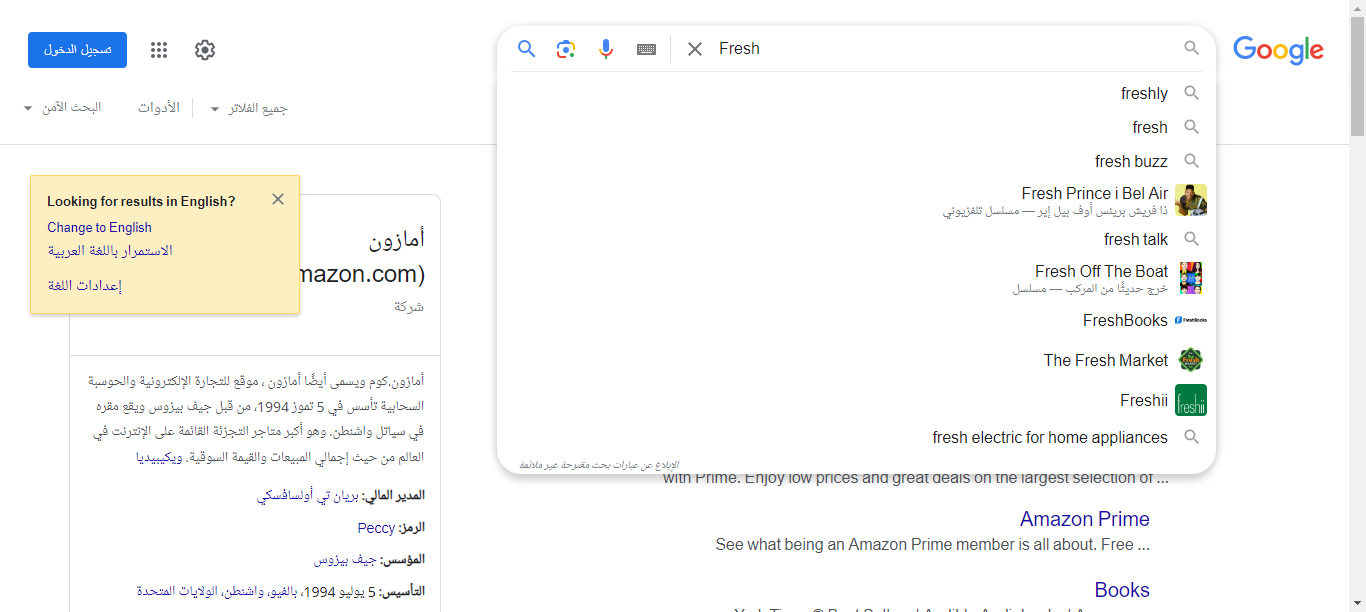 Google
Fresh
تسجيل الدخول
جميع الفلاتر
الأدوات
البحث الآمن
freshly
fresh
fresh buzz
Fresh Prince i Bel Air
ذا فريش برينس أوف بيل إير — مسلسل تلفزيوني
fresh talk
Fresh Off The Boat
خرج حديثًا من المركب — مسلسل
FreshBooks
FreshBooks
The Fresh Market
Freshii
freshii
fresh electric for home appliances
الإبلاغ عن عبارات بحث مقترحة غير ملائمة
with Prime. Enjoy low prices and great deals on the largest selection of ...
Amazon Prime
See what being an Amazon Prime member is all about. Free ...
Books
Looking for results in English?
Change to English
الاستمرار باللغة العربية
إعدادات اللغة
أمازون
mazon.com)
شركة
أمازون.كوم ويسمى أيضًا أمازون ، موقع للتجارة الإلكترونية والحوسبة
السحابية تأسس في 5 تموز 1994، من قبل جيف بيزوس ويقع مقره
في سياتل واشنطن. وهو أكبر متاجر التجزئة القائمة على الإنترنت في
العالم من حيث إجمالي المبيعات والقيمة السوقية. ويكيبيديا
المدير المالي: بريان تي أولسافسكي
الرمز: Peccy
المؤسس: جيف بيزوس
التأسيس: 5 يوليو 1994، بالفيو، واشنطن، الولايات المتحدة